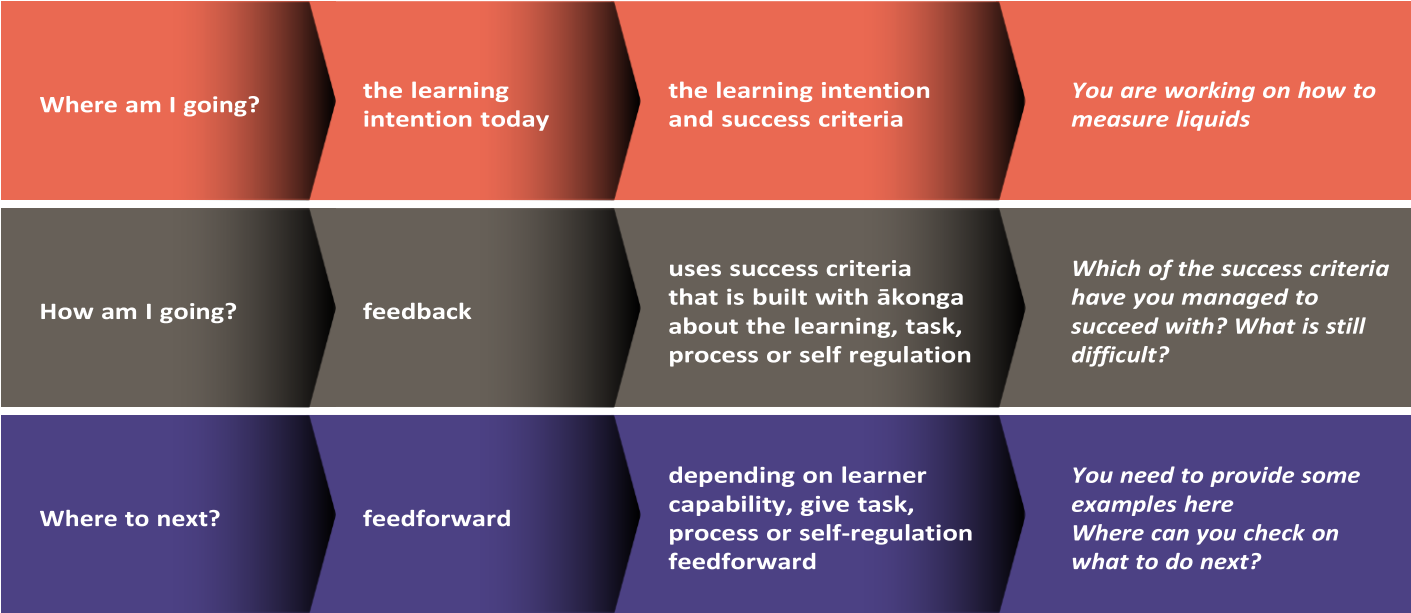 Where am I going?
the learning
intention today
the learning intention
and success criteria
You are working on how to
measure liquids
How am I going?
feedback
uses success criteria
that is built with ākonga
about the learning, task,
process or self regulation
Which of the success criteria
have you managed to
succeed with? What is still
difficult?
Where to next?
feedforward
depending on learner
capability, give task,
process or self-regulation
feedforward
You need to provide some
examples here
Where can you check on
what to do next?